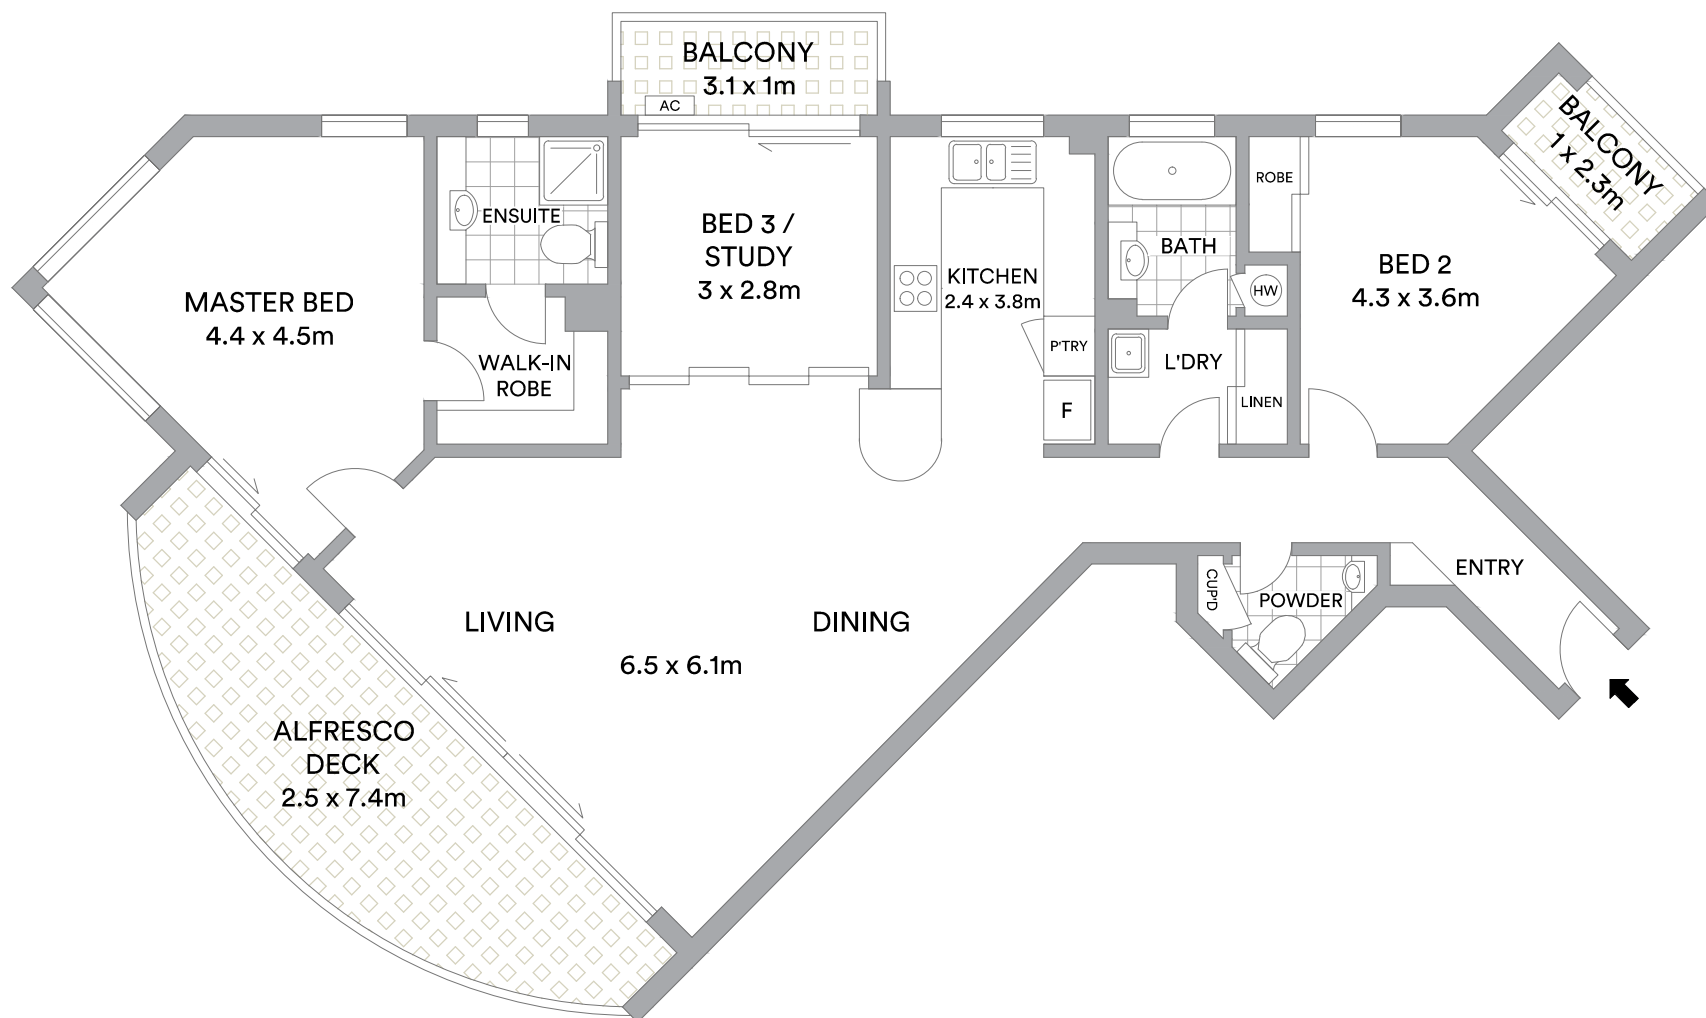 BALCONY
3.1 x 1m
AC
BALCONY
1 x 2.3m
ROBE
ENSUITE
BED 3 /
STUDY
3 x 2.8m
KITCHEN
2.4 x 3.8m
BATH
HW
BED 2
4.3 x 3.6m
MASTER BED
4.4 x 4.5m
WALK-IN
ROBE
P'TRY
L'DRY
F
LINEN
ENTRY
CUP'D
POWDER
LIVING
DINING
6.5 x 6.1m
ALFRESCO
DECK
2.5 x 7.4m